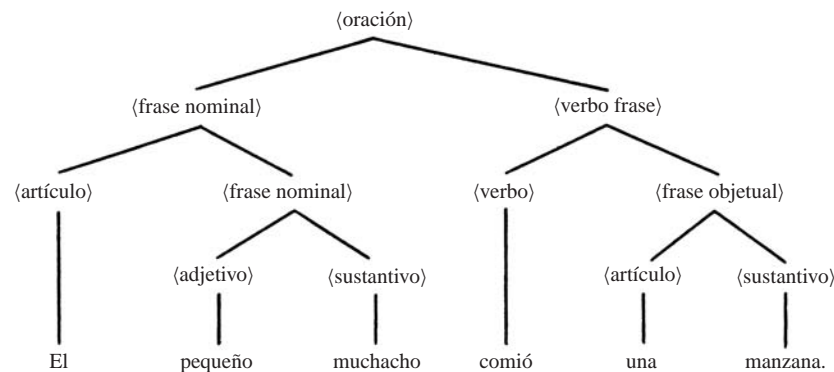 ⟨oración⟩
⟨frase nominal⟩ ⟨verbo frase⟩
⟨artículo⟩ ⟨frase nominal⟩ ⟨verbo⟩ ⟨frase objetual⟩
⟨adjetivo⟩ ⟨sustantivo⟩ ⟨artículo⟩ ⟨sustantivo⟩
El pequeño muchacho comió una manzana.